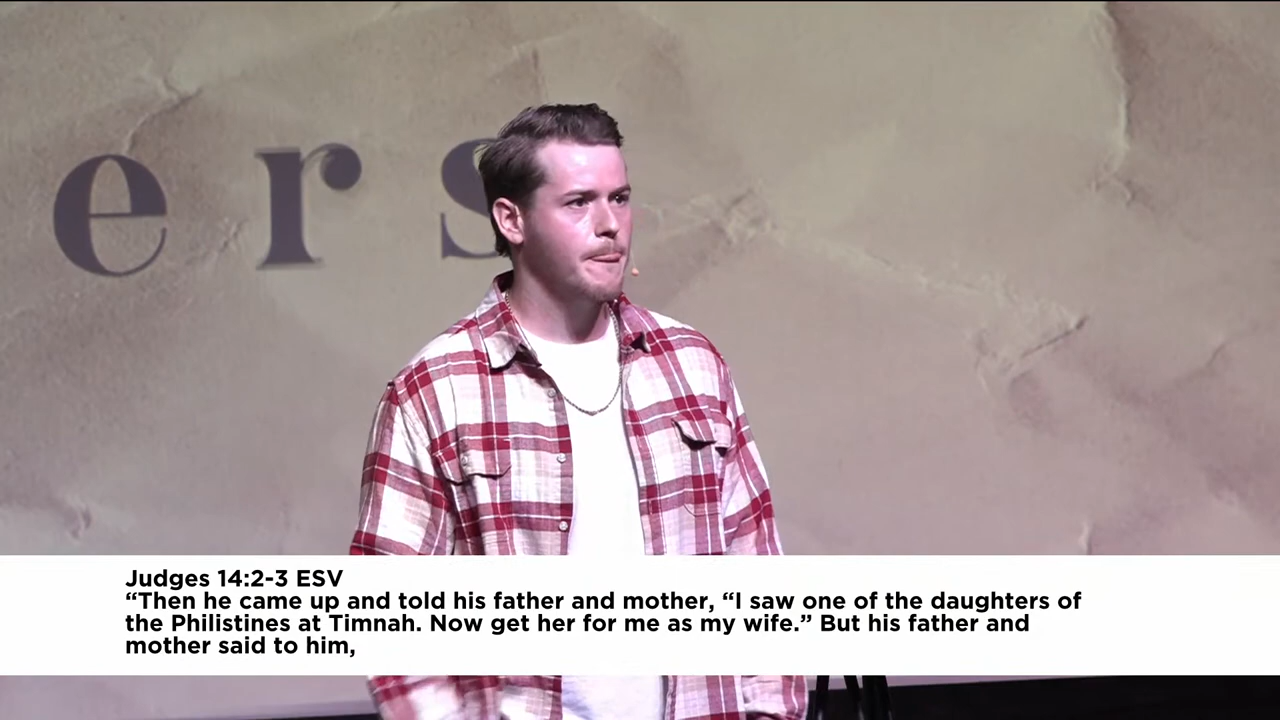 ers
Judges 14:2-3 ESV
“Then he came up and told his father and mother, “I saw one of the daughters of
the Philistines at Timnah. Now get her for me as my wife.” But his father and
mother said to him,